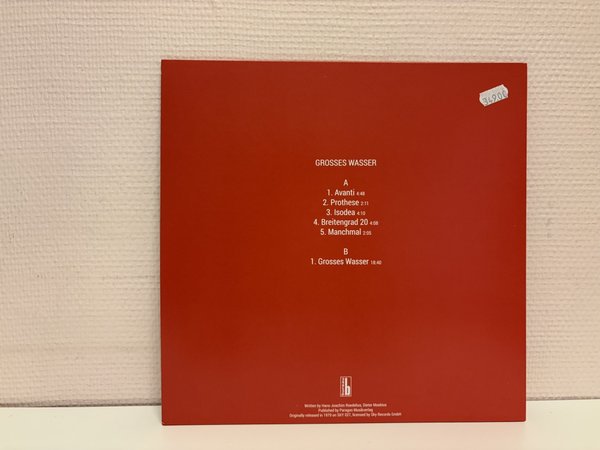 34900
GROSSES WASSER
A
1. Avanti 4:48
2. Prothese 2:11
3. Isodea 4:10
4. Breitengrad 20 4:08
5. Manchmal 2:05
B
1. Grosses Wasser 18:40
b
Written by Hans-Joachim Roedelius, Dieter Moebius
Published by Paragon Musikverlag
Originally released in 1979 on SKY 027, licensed by Sky Records GmbH